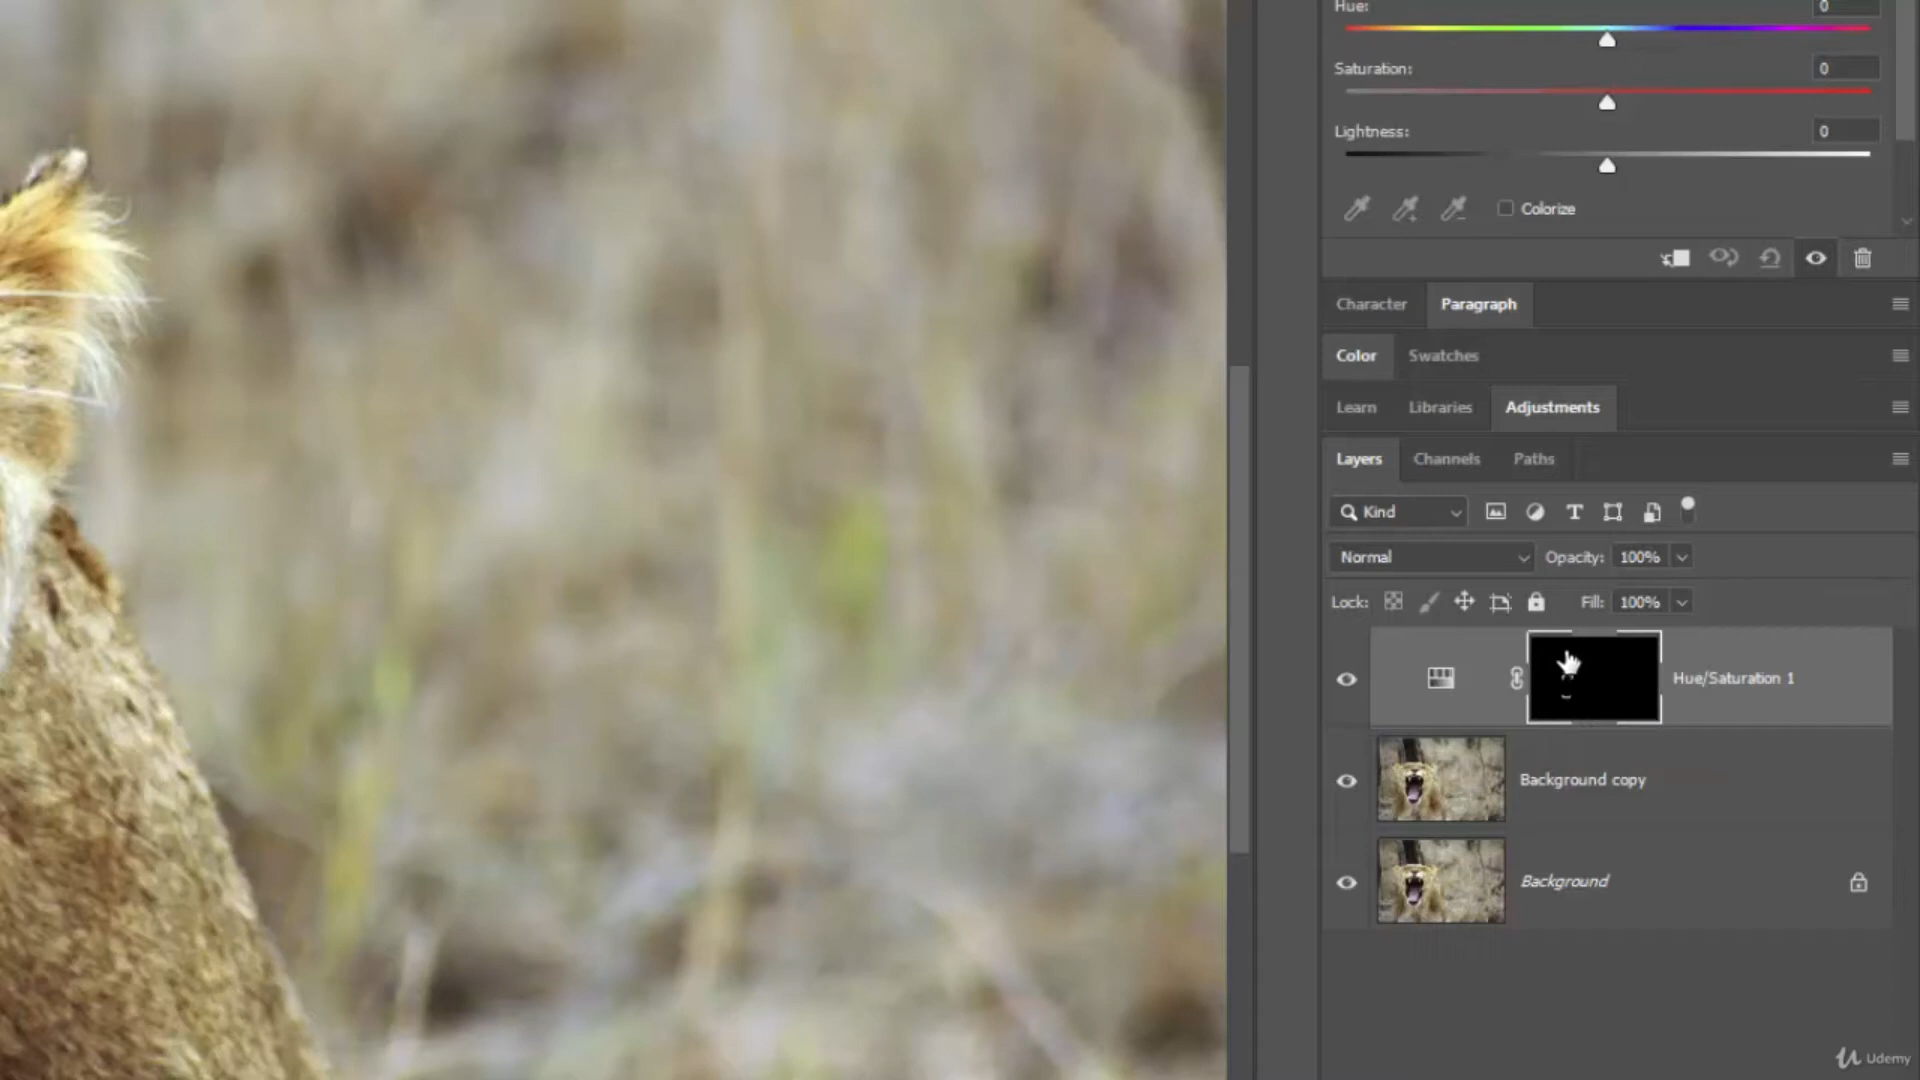 Hue: 0
Saturation: 0
Lightness: 0
Colorize
Character Paragraph
Color Swatches
Learn Libraries Adjustments
Layers Channels Paths
Kind
Normal Opacity: 100%
Lock: Fill: 100%
Hue/Saturation 1
Background copy
Background
Udemy